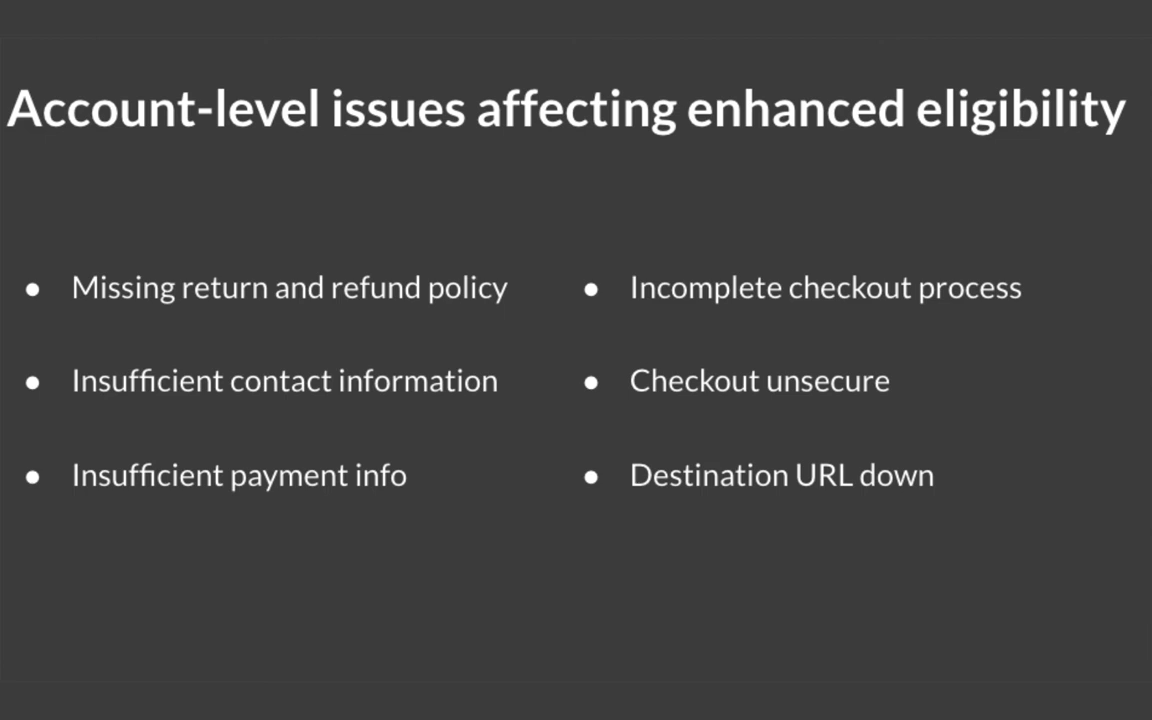 Account-level issues affecting enhanced eligibility
● Missing return and refund policy
● Insufficient contact information
● Insufficient payment info
● Incomplete checkout process
● Checkout unsecure
● Destination URL down